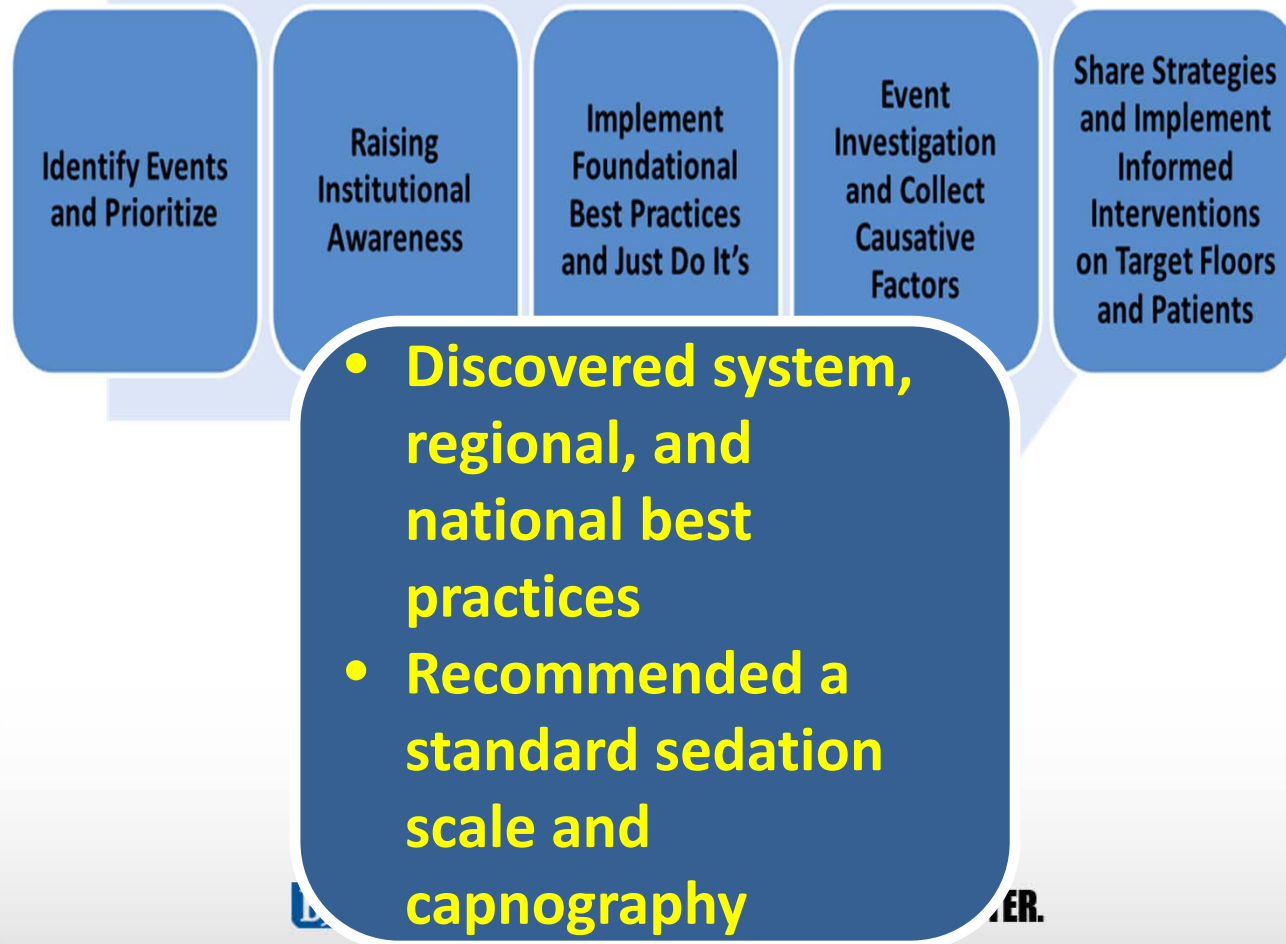 Identify Events
and Prioritize
Raising
Institutional
Awareness
Implement
Foundational
Best Practices
and Just Do It's
Event
Investigation
and Collect
Causative
Factors
Share Strategies
and Implement
Informed
Interventions
on Target Floors
and Patients
• Discovered system,
regional, and
national best
practices
• Recommended a
standard sedation
scale and
capnography